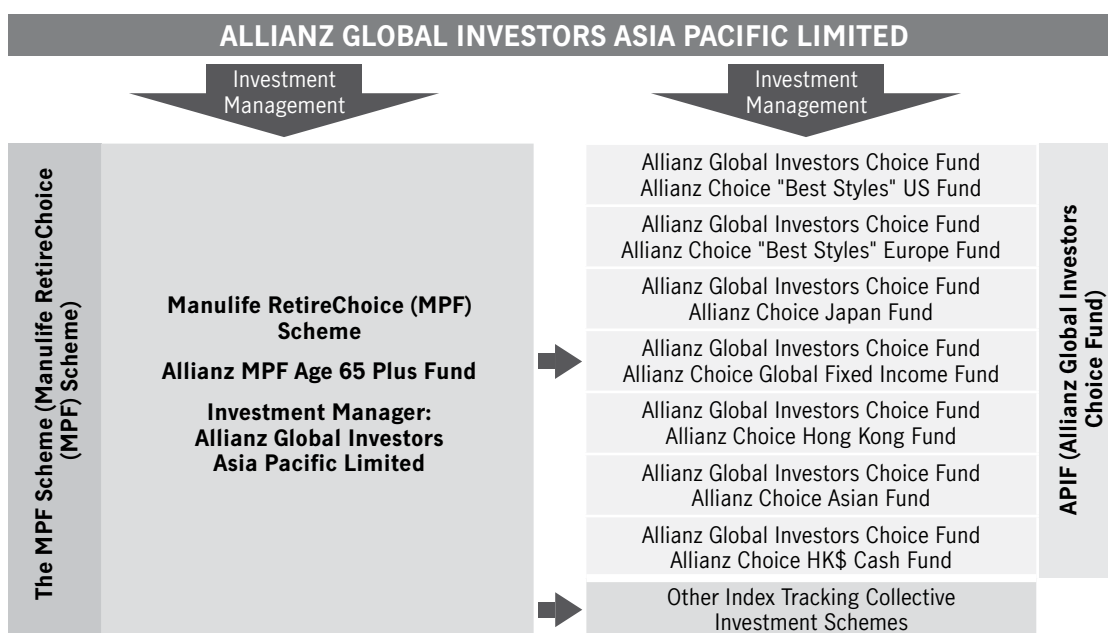 ALLIANZ GLOBAL INVESTORS ASIA PACIFIC LIMITED
Investment
Management
Investment
Management
The MPF Scheme (Manulife RetireChoice
(MPF) Scheme)
Manulife RetireChoice (MPF)
Scheme
Allianz MPF Age 65 Plus Fund
Investment Manager:
Allianz Global Investors
Asia Pacific Limited
Allianz Global Investors Choice Fund
Allianz Choice "Best Styles" US Fund
Allianz Global Investors Choice Fund
Allianz Choice "Best Styles" Europe Fund
Allianz Global Investors Choice Fund
Allianz Choice Japan Fund
Allianz Global Investors Choice Fund
Allianz Choice Global Fixed Income Fund
Allianz Global Investors Choice Fund
Allianz Choice Hong Kong Fund
Allianz Global Investors Choice Fund
Allianz Choice Asian Fund
Allianz Global Investors Choice Fund
Allianz Choice HK$ Cash Fund
Other Index Tracking Collective
Investment Schemes
APIF (Allianz Global Investors
Choice Fund)